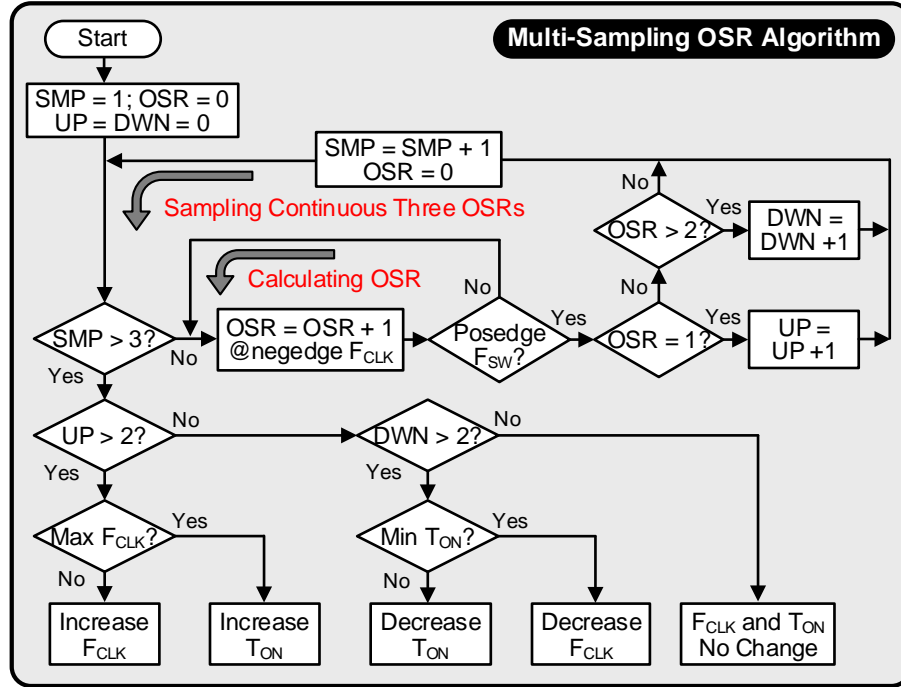 Start
Multi-Sampling OSR Algorithm
SMP = 1; OSR = 0
UP = DWN = 0
SMP = SMP + 1
OSR = 0
No
Sampling Continuous Three OSRs
OSR > 2?
Yes
DWN =
DWN +1
Calculating OSR
No
No
SMP > 3?
No
OSR = OSR + 1
@negedge FCLK
Posedge
FSW?
Yes
OSR = 1?
Yes
UP =
UP +1
Yes
UP > 2?
No
DWN > 2?
No
Yes
Yes
Max FCLK?
Yes
Min TON?
Yes
No
No
Increase
FCLK
Increase
TON
Decrease
TON
Decrease
FCLK
FCLK and TON
No Change